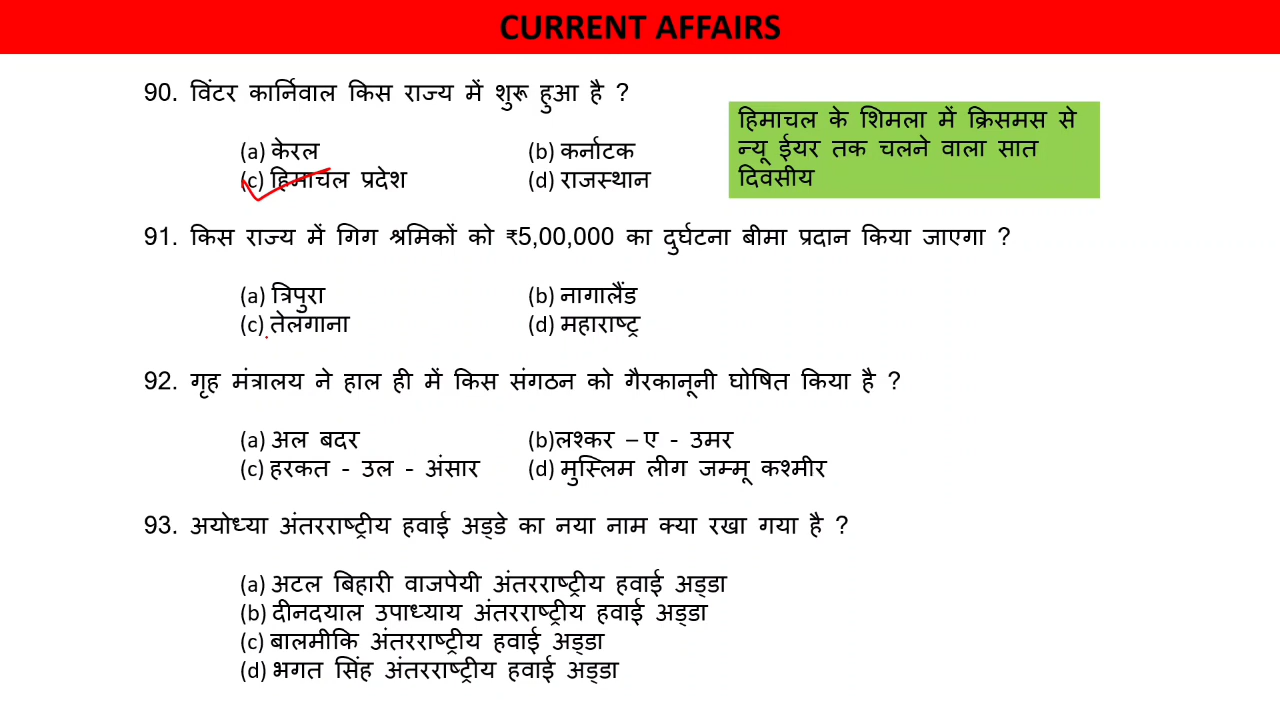 CURRENT AFFAIRS
90. विंटर कार्निवाल किस राज्य में शुरू हुआ है ?
(a) केरल (b) कर्नाटक
(c) हिमाचल प्रदेश (d) राजस्थान
हिमाचल के शिमला में क्रिसमस से
न्यू ईयर तक चलने वाला सात
दिवसीय
91. किस राज्य में गिग श्रमिकों को ₹5,00,000 का दुर्घटना बीमा प्रदान किया जाएगा ?
(a) त्रिपुरा (b) नागालैंड
(c) तेलगाना (d) महाराष्ट्र
92. गृह मंत्रालय ने हाल ही में किस संगठन को गैरकानूनी घोषित किया है ?
(a) अल बदर (b)लश्कर – ए - उमर
(c) हरकत - उल - अंसार (d) मुस्लिम लीग जम्मू कश्मीर
93. अयोध्या अंतरराष्ट्रीय हवाई अड्डे का नया नाम क्या रखा गया है ?
(a) अटल बिहारी वाजपेयी अंतरराष्ट्रीय हवाई अड्डा
(b) दीनदयाल उपाध्याय अंतरराष्ट्रीय हवाई अड्डा
(c) बालमीकि अंतरराष्ट्रीय हवाई अड्डा
(d) भगत सिंह अंतरराष्ट्रीय हवाई अड्डा